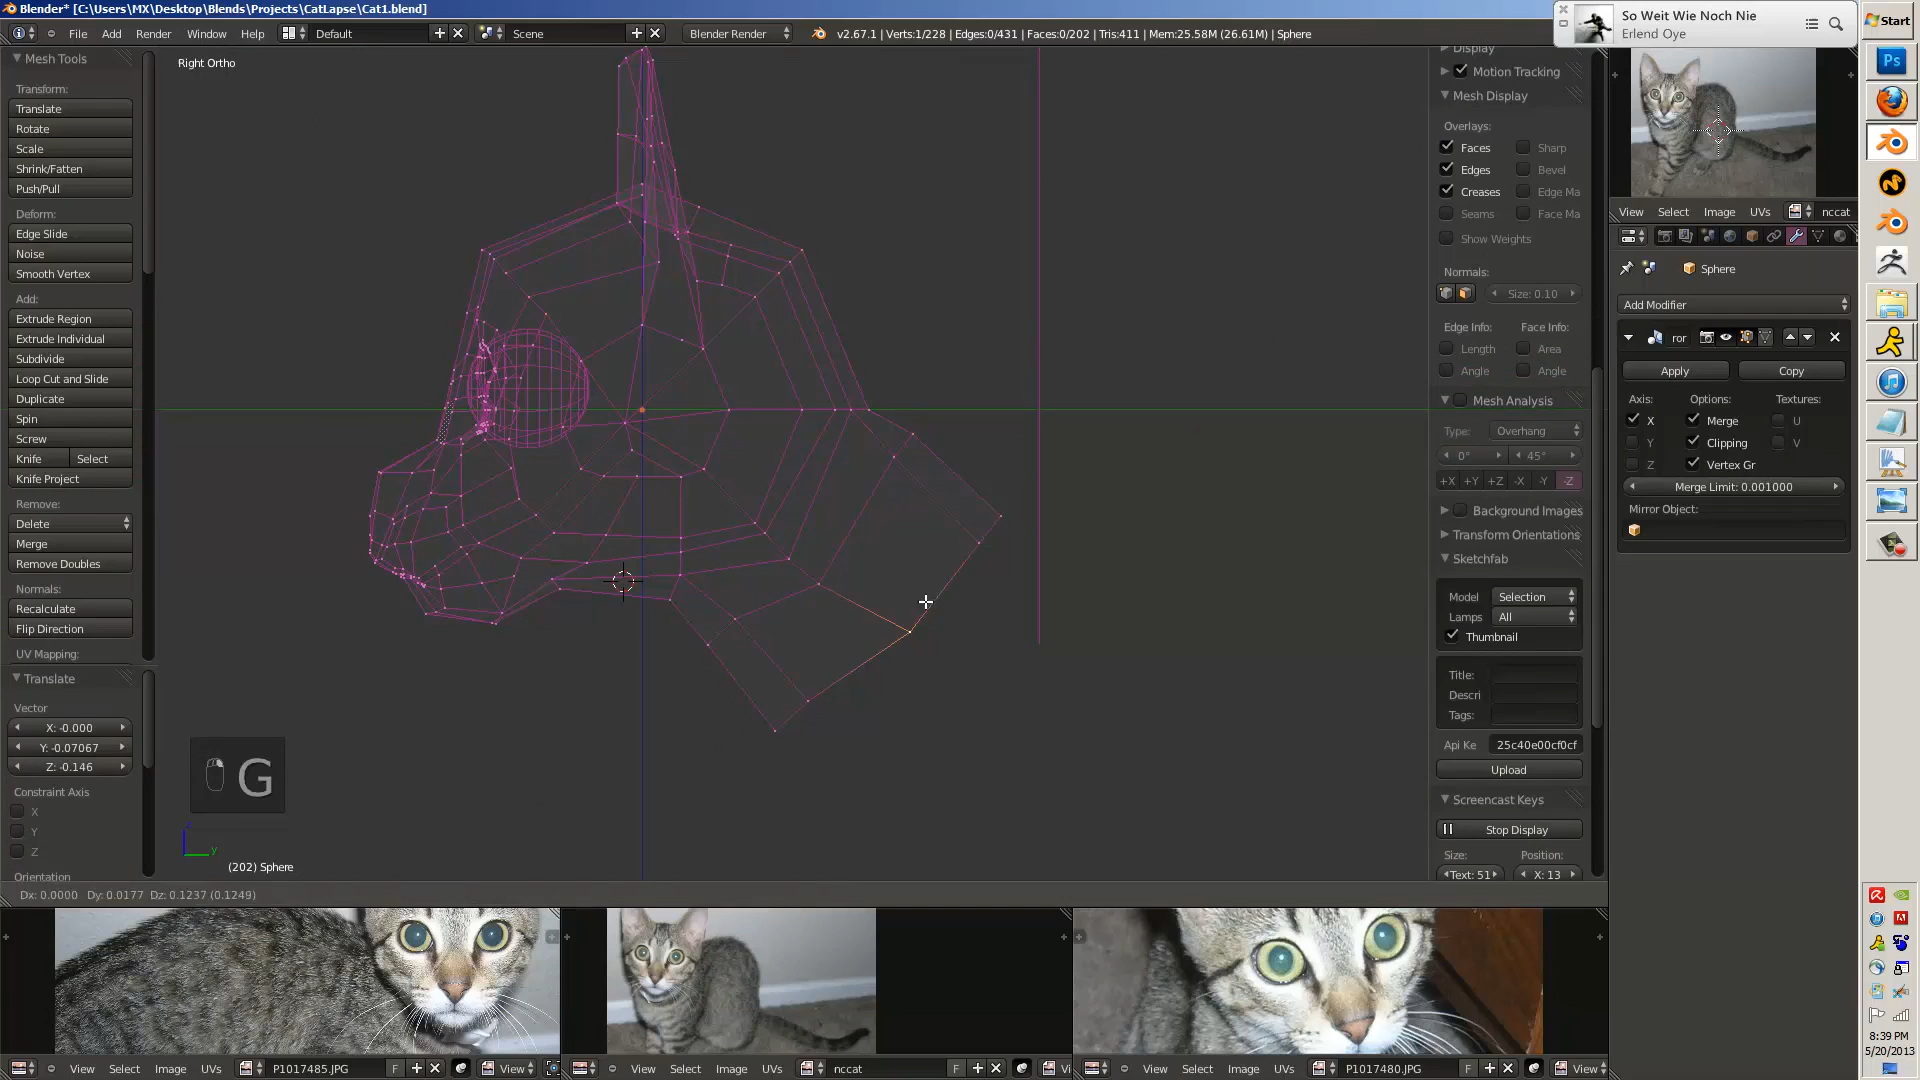 Blender* [C:\Users\MX\Desktop\Blends\Projects\CatLapse\Cat1.blend]
File Add Render Window Help Default Scene Blender Render v2.67.1 | Verts:1/228 | Edges:0/431 | Faces:0/202 | Tris:411 | Mem:25.58M (26.61M) | Sphere
So Weit Wie Noch Nie
Erlend Oye
Start
Mesh Tools
Transform:
Translate
Rotate
Scale
Shrink/Fatten
Push/Pull
Deform:
Edge Slide
Noise
Smooth Vertex
Add:
Extrude Region
Extrude Individual
Subdivide
Loop Cut and Slide
Duplicate
Spin
Screw
Knife Select
Knife Project
Remove:
Delete
Merge
Remove Doubles
Normals:
Recalculate
Flip Direction
UV Mapping:
Translate
Vector
X: -0.000
Y: -0.07067
Z: -0.146
Constraint Axis
X
Y
Z
Orientation
Right Ortho
G
z
y
(202) Sphere
Dx: 0.0000 Dy: 0.0177 Dz: 0.1237 (0.1249)
Display
Motion Tracking
Mesh Display
Overlays:
Faces Sharp
Edges Bevel
Creases Edge Ma
Seams Face Ma
Show Weights
Normals:
Size: 0.10
Edge Info: Face Info:
Length Area
Angle Angle
Mesh Analysis
Type: Overhang
0° 45°
+X +Y +Z -X -Y -Z
Background Images
Transform Orientations
Sketchfab
Model Selection
Lamps All
Thumbnail
Title:
Descri
Tags:
Api Ke 25c40e00cf0cf
Upload
Screencast Keys
Stop Display
Size: Position:
Text: 51 X: 13
View Select Image UVs nccat
Sphere
Add Modifier
ror
Apply Copy
Axis: Options: Textures:
X Merge U
Y Clipping V
Z Vertex Gr
Merge Limit: 0.001000
Mirror Object:
Ps
View Select Image UVs P1017485.JPG F View
View Select Image UVs nccat F Vi
View Select Image UVs P1017480.JPG F View
8:39 PM
5/20/2013